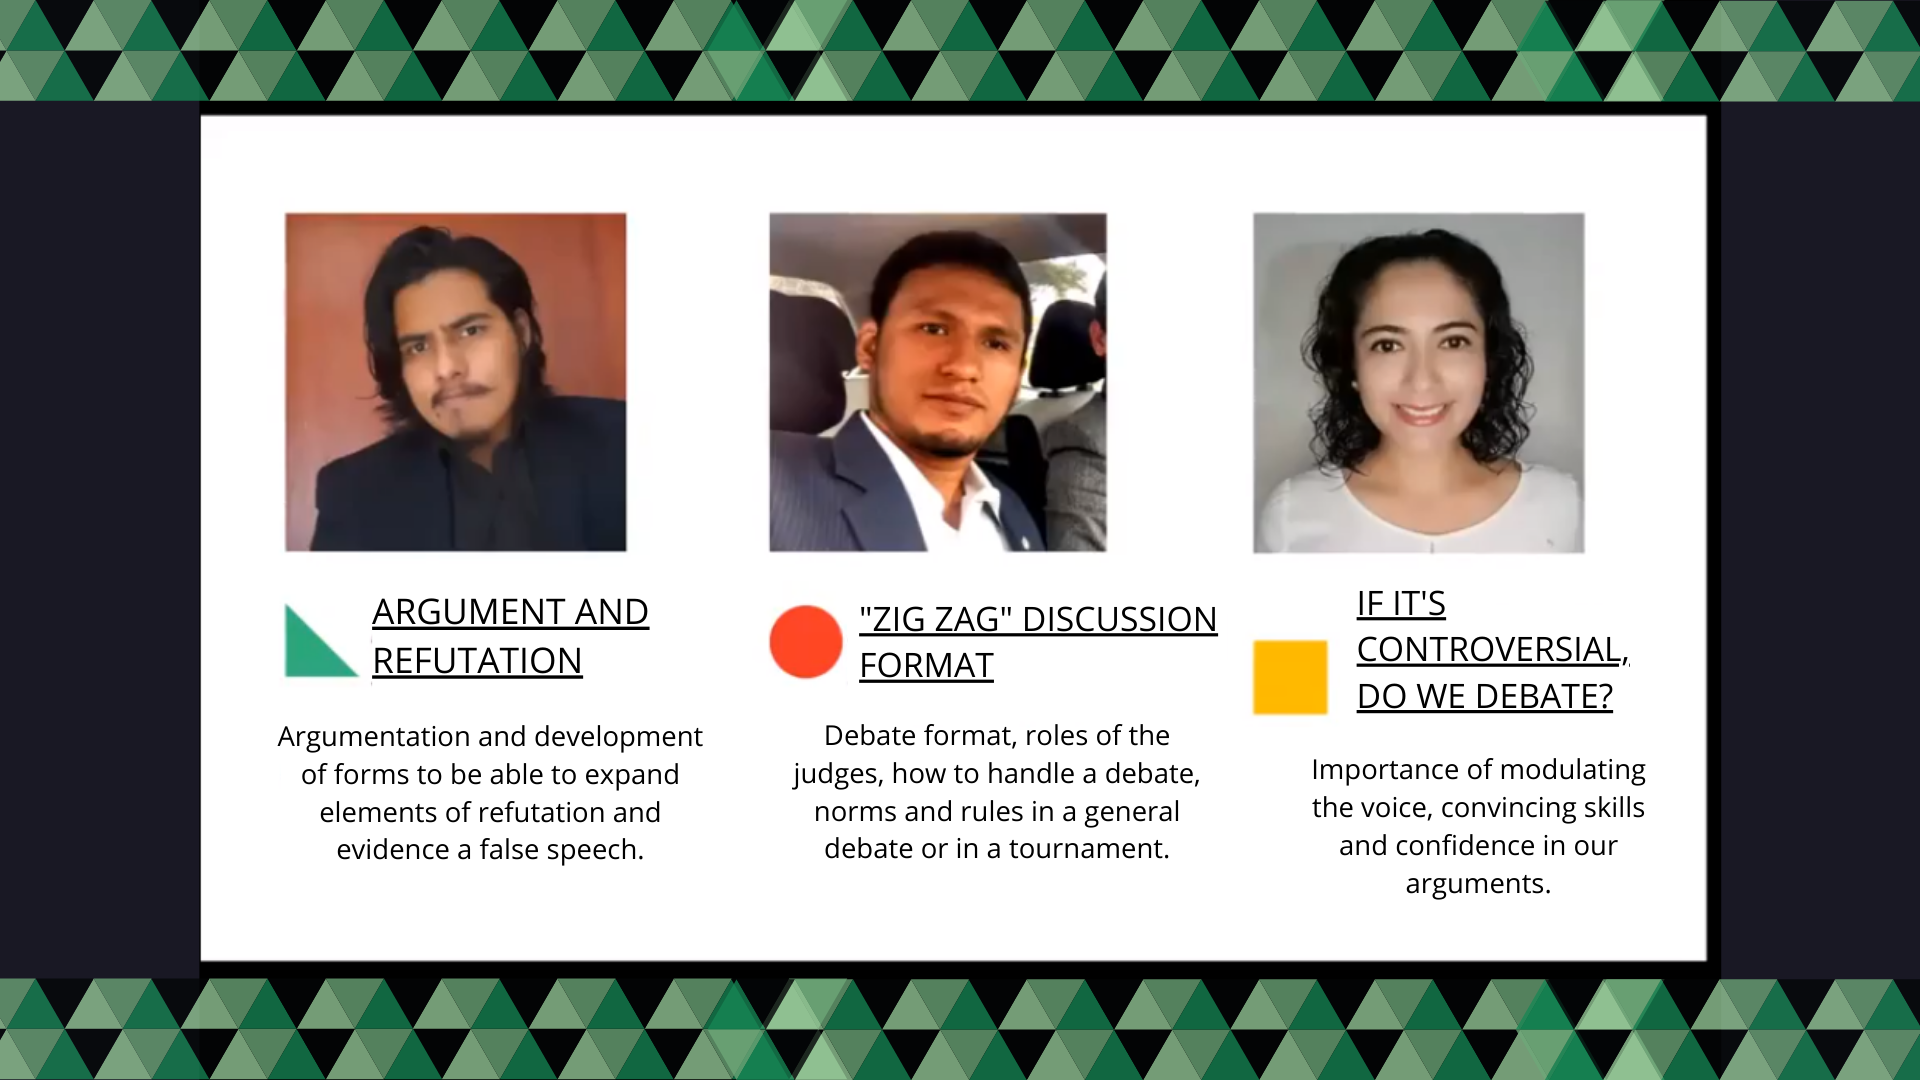 ARGUMENT AND
REFUTATION
Argumentation and development
of forms to be able to expand
elements of refutation and
evidence a false speech.
"ZIG ZAG" DISCUSSION
FORMAT
Debate format, roles of the
judges, how to handle a debate,
norms and rules in a general
debate or in a tournament.
IF IT'S
CONTROVERSIAL,
DO WE DEBATE?
Importance of modulating
the voice, convincing skills
and confidence in our
arguments.